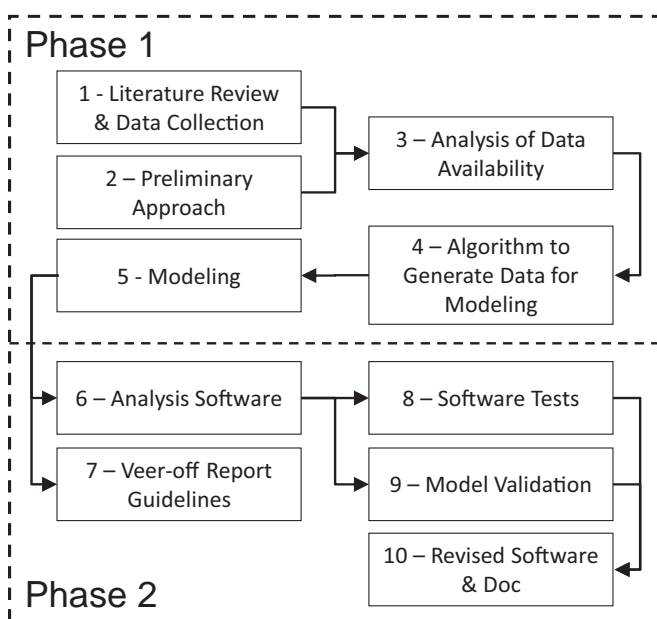 Phase 1
1 - Literature Review
& Data Collection
2 – Preliminary
Approach
3 – Analysis of Data
Availability
4 – Algorithm to
Generate Data for
Modeling
5 - Modeling
6 – Analysis Software
7 – Veer-off Report
Guidelines
8 – Software Tests
9 – Model Validation
10 – Revised Software
& Doc
Phase 2